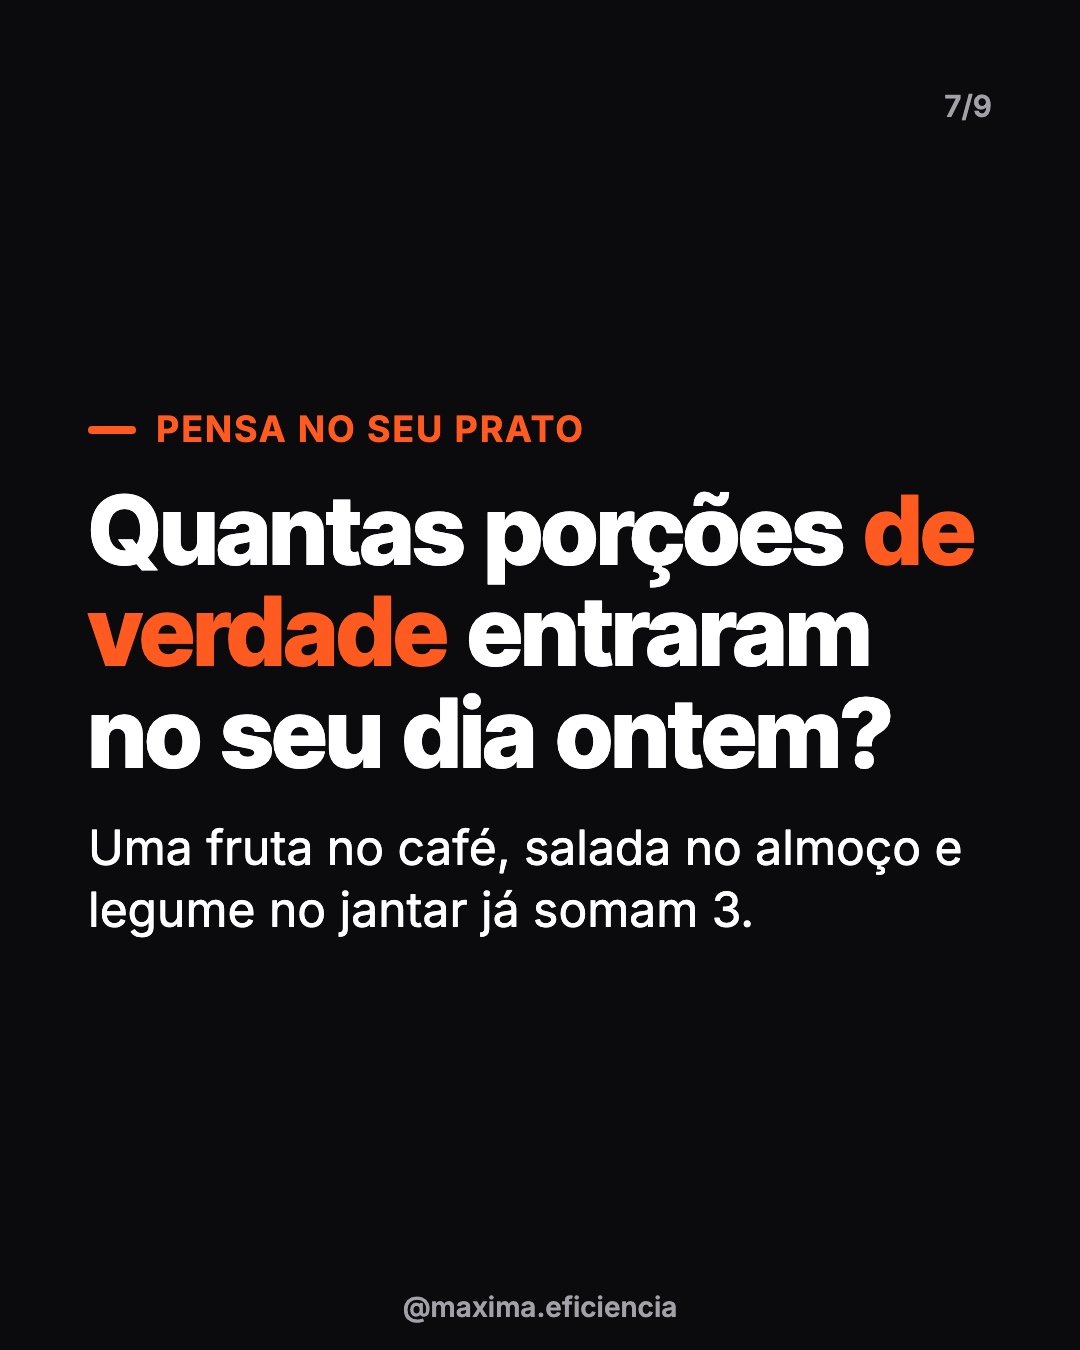 7/9
PENSA NO SEU PRATO
Quantas porções de
verdade entraram
no seu dia ontem?
Uma fruta no café, salada no almoço e
legume no jantar já somam 3.
@maxima.eficiencia